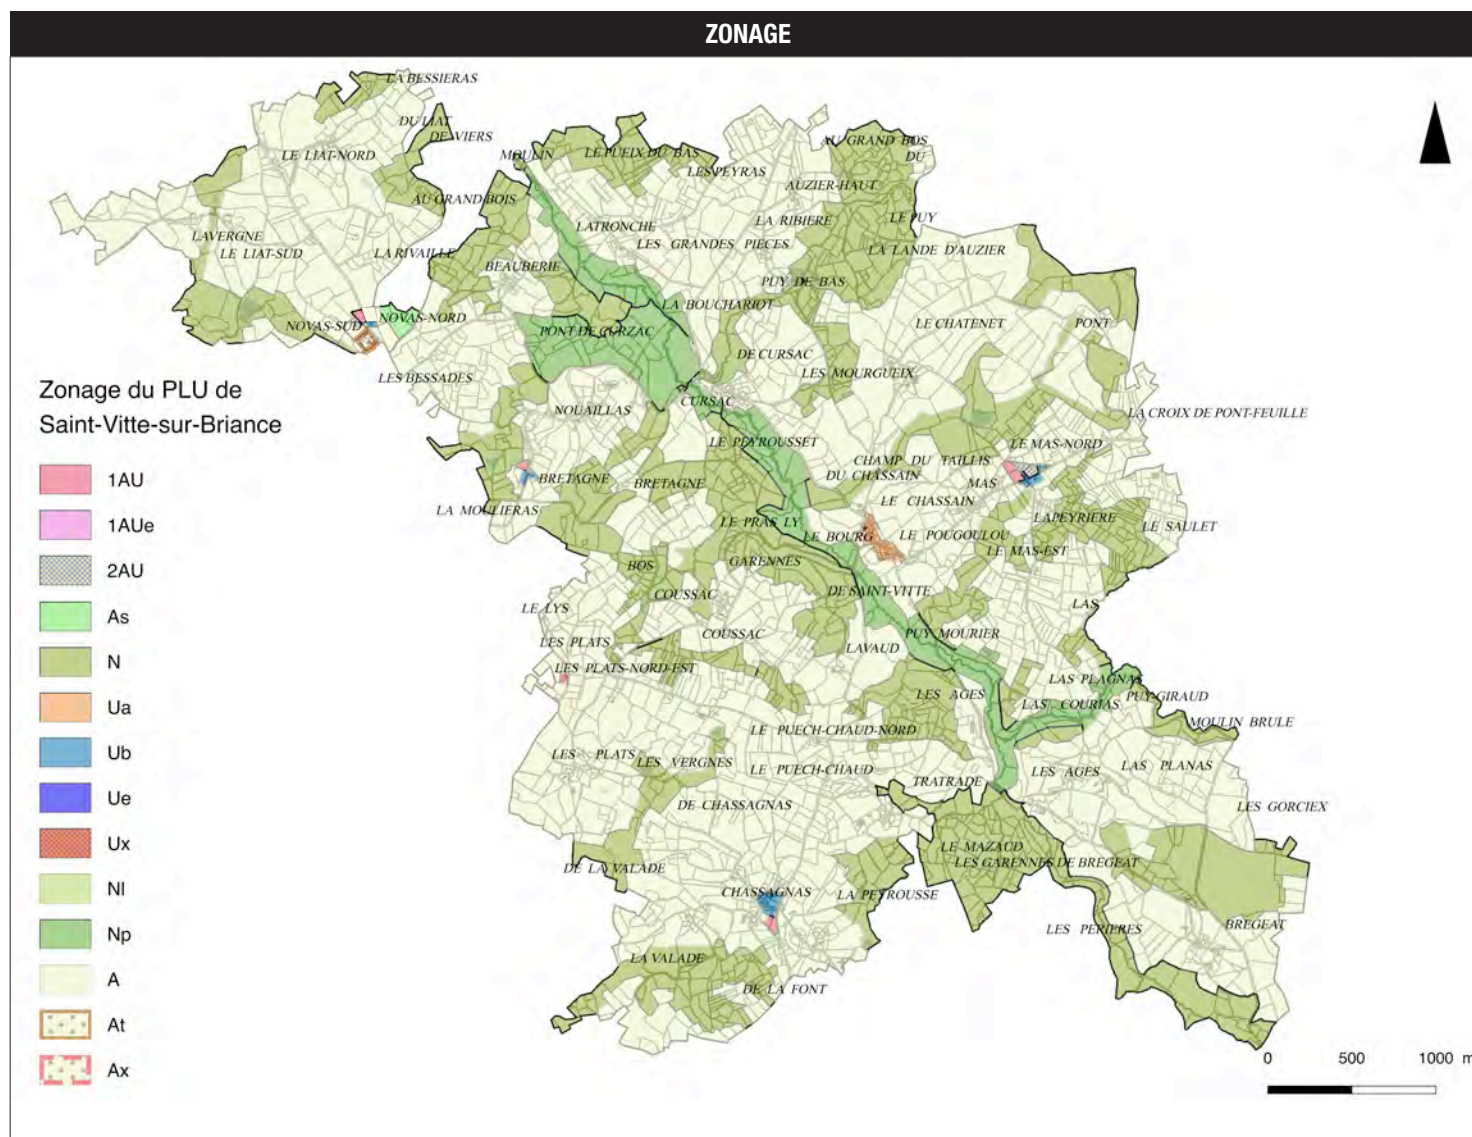 ZONAGE
LA BESSIERAS
DU LIAT
DE VIERS
LE LIAT-NORD
MOULIN
LE PUEIX DU BAS
AU GRAND BOS
DU
LES PEYRAS
AUZIER-HAUT
AU GRAND BOIS
LATRONCHE
LA RIBIERE
LE PUY
LAVERGNE
LE LIAT-SUD
LA RIVAILLE
LES GRANDES PIECES
LA LANDE D'AUZIER
BEAUBERIE
PUY DE BAS
LA BOUCHARIOT
NOVAS-SUD
NOVAS-NORD
PONT DE CURZAC
LE CHATENET
PONT
DE CURSAC
LES BESSADES
LES MOURGUEIX
NOUAILLAS
CURSAC
LA CROIX DE PONT-FEUILLE
LE PEYROUSSET
LE MAS-NORD
CHAMP DU TAILLIS
DU CHASSAIN
BRETAGNE
BRETAGNE
MAS
LE CHASSAIN
LA MOULIERAS
LE PRAS LY
LAPEYRIERE
LE SAULET
LE BOURG
LE POUGOULOU
LE MAS-EST
GARENNES
BOS
DE SAINT-VITTE
COUSSAC
LAS
LE LYS
COUSSAC
PUY MOURIER
LES PLATS
LAVAUD
LES PLATS-NORD-EST
LAS PLAGNAS
LES AGES
LAS COURIAS
PUY-GIRAUD
MOULIN BRULE
LE PUECH-CHAUD-NORD
LES PLATS
LES VERGNES
LE PUECH-CHAUD
LES AGES
LAS PLANAS
TRATRADE
DE CHASSAGNAS
LES GORCIEX
LE MAZAUD
LES GARENNES DE BREGEAT
DE LA VALADE
CHASSAGNAS
LA PEYROUSSE
LES PERIERES
BREGEAT
LA VALADE
DE LA FONT
Zonage du PLU de
Saint-Vitte-sur-Briance
1AU
1AUe
2AU
As
N
Ua
Ub
Ue
Ux
Nl
Np
A
At
Ax
0 500 1000 m